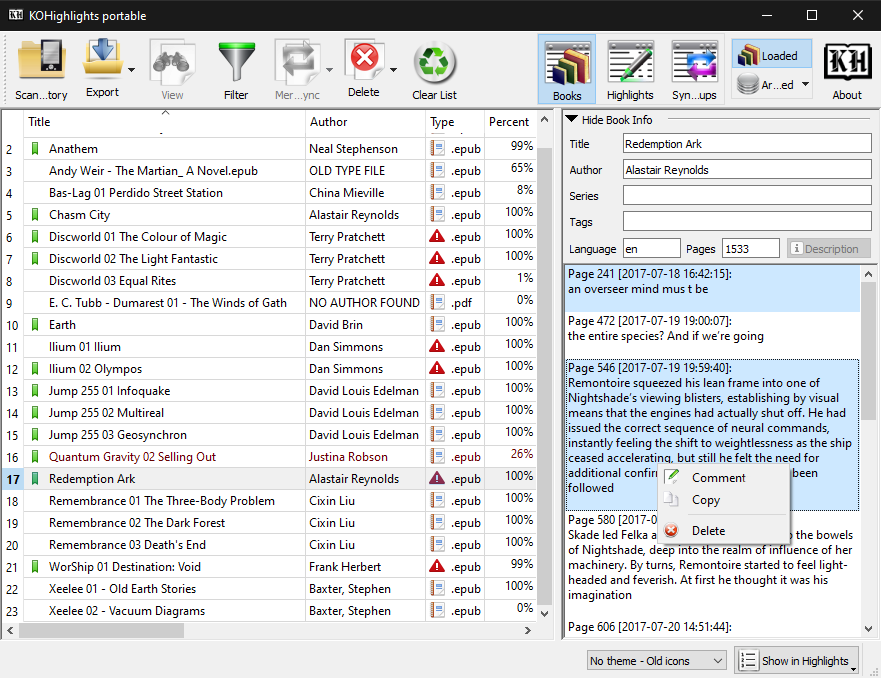 KOHighlights portable
Scan...tory
Export
View
Filter
Mer...ync
Delete
Clear List
Books
Highlights
Syn...ups
Loaded
Ar...ed
KH
About
Title Author Type Percent
2 Anathem Neal Stephenson .epub 99%
3 Andy Weir - The Martian_ A Novel.epub OLD TYPE FILE .epub 65%
4 Bas-Lag 01 Perdido Street Station China Mieville .epub 8%
5 Chasm City Alastair Reynolds .epub 100%
6 Discworld 01 The Colour of Magic Terry Pratchett .epub 100%
7 Discworld 02 The Light Fantastic Terry Pratchett .epub 100%
8 Discworld 03 Equal Rites Terry Pratchett .epub 1%
9 E. C. Tubb - Dumarest 01 - The Winds of Gath NO AUTHOR FOUND .pdf 0%
10 Earth David Brin .epub 100%
11 Ilium 01 Ilium Dan Simmons .epub 100%
12 Ilium 02 Olympos Dan Simmons .epub 100%
13 Jump 255 01 Infoquake David Louis Edelman .epub 100%
14 Jump 255 02 Multireal David Louis Edelman .epub 100%
15 Jump 255 03 Geosynchron David Louis Edelman .epub 100%
16 Quantum Gravity 02 Selling Out Justina Robson .epub 26%
17 Redemption Ark Alastair Reynolds .epub 100%
18 Remembrance 01 The Three-Body Problem Cixin Liu .epub 100%
19 Remembrance 02 The Dark Forest Cixin Liu .epub 100%
20 Remembrance 03 Death's End Cixin Liu .epub 100%
21 WorShip 01 Destination: Void Frank Herbert .epub 99%
22 Xeelee 01 - Old Earth Stories Baxter, Stephen .epub 100%
23 Xeelee 02 - Vacuum Diagrams Baxter, Stephen .epub 0%
Hide Book Info
Title Redemption Ark
Author Alastair Reynolds
Series
Tags
Language en Pages 1533 Description
Page 241 [2017-07-18 16:42:15]:
an overseer mind mus t be
Page 472 [2017-07-19 19:00:07]:
the entire species? And if we're going
Page 546 [2017-07-19 19:59:40]:
Remontoire squeezed his lean frame into one of
Nightshade's viewing blisters, establishing by visual
means that the engines had actually shut off. He had
issued the correct sequence of neural commands,
instantly feeling the shift to weightlessness as the ship
ceased accelerating, but still he felt the need for
additional confir been
followed
Comment
Copy
Delete
Page 580 [2017-0
Skade led Felka a the bowels
of Nightshade, deep into the realm of influence of her
machinery. By turns, Remontoire started to feel light-
headed and feverish. At first he thought it was his
imagination
Page 606 [2017-07-20 14:51:44]:
No theme - Old icons
Show in Highlights